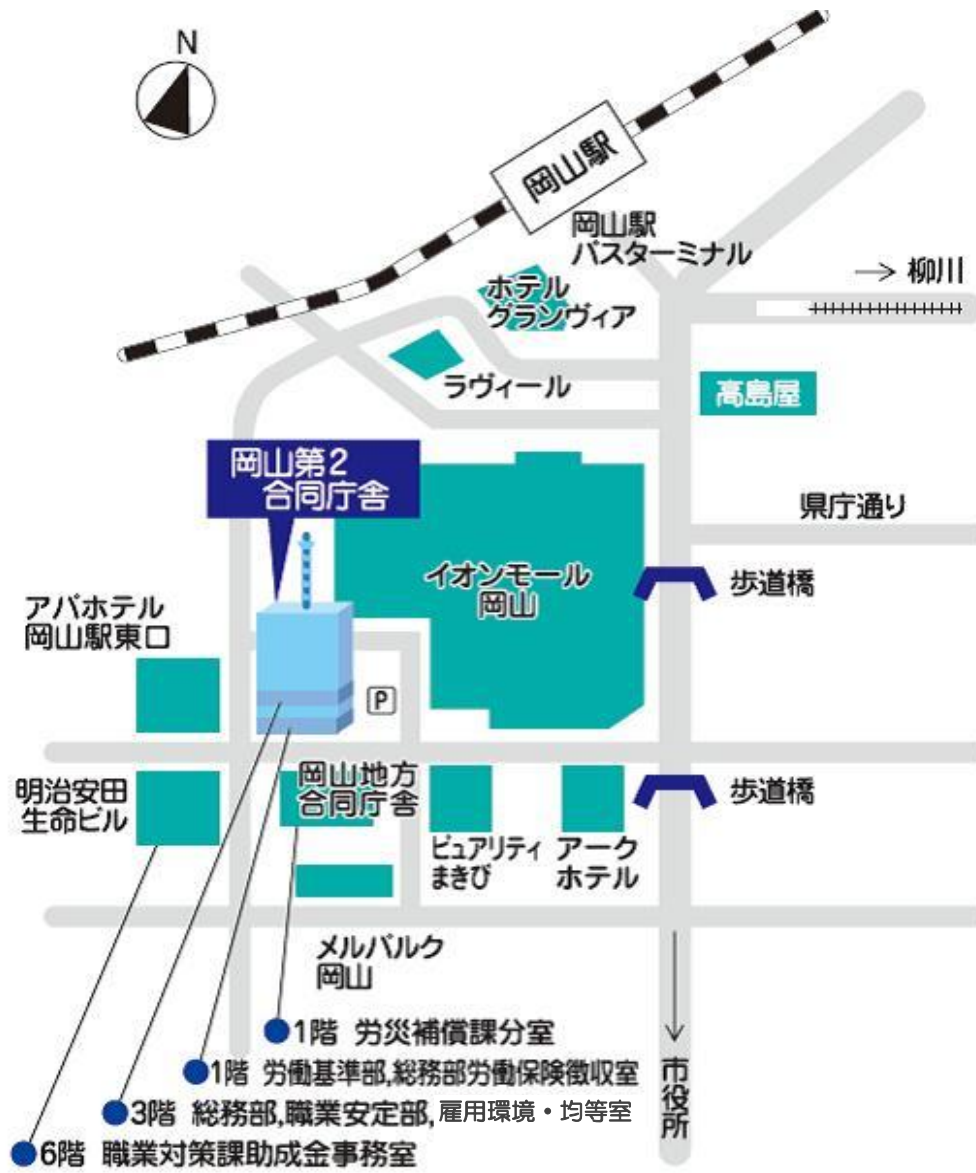 N
岡山駅
岡山駅
バスターミナル
→ 柳川
ホテル
グランヴィア
ラヴィール
高島屋
岡山第2
合同庁舎
県庁通り
イオンモール
岡山
歩道橋
アパホテル
岡山駅東口
P
明治安田
生命ビル
岡山地方
合同庁舎
歩道橋
ピュアリティ
まきび
アーク
ホテル
メルパルク
岡山
1階 労災補償課分室
1階 労働基準部,総務部労働保険徴収室
3階 総務部,職業安定部,雇用環境・均等室
6階 職業対策課助成金事務室
市役所